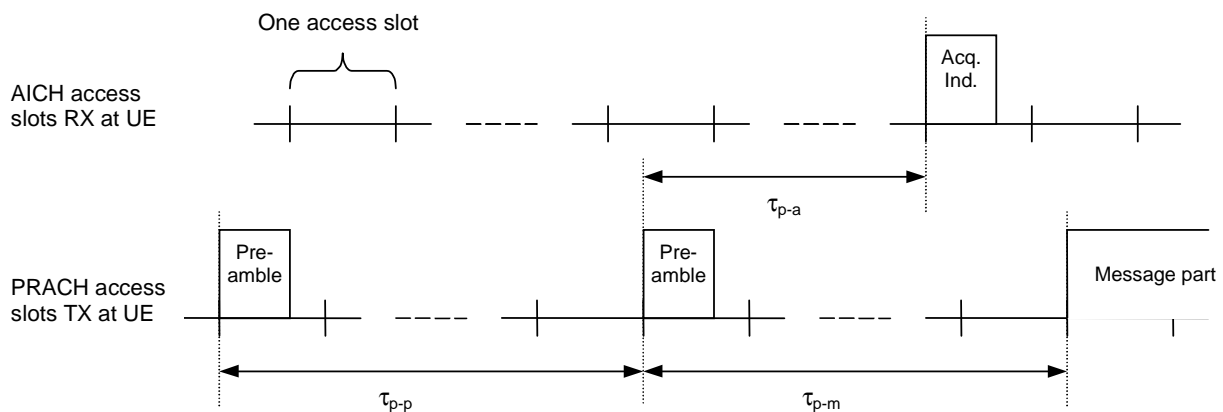 One access slot
AICH access
slots RX at UE
Acq.
Ind.
τp-a
PRACH access
slots TX at UE
Pre-
amble
Pre-
amble
Message part
τp-p
τp-m